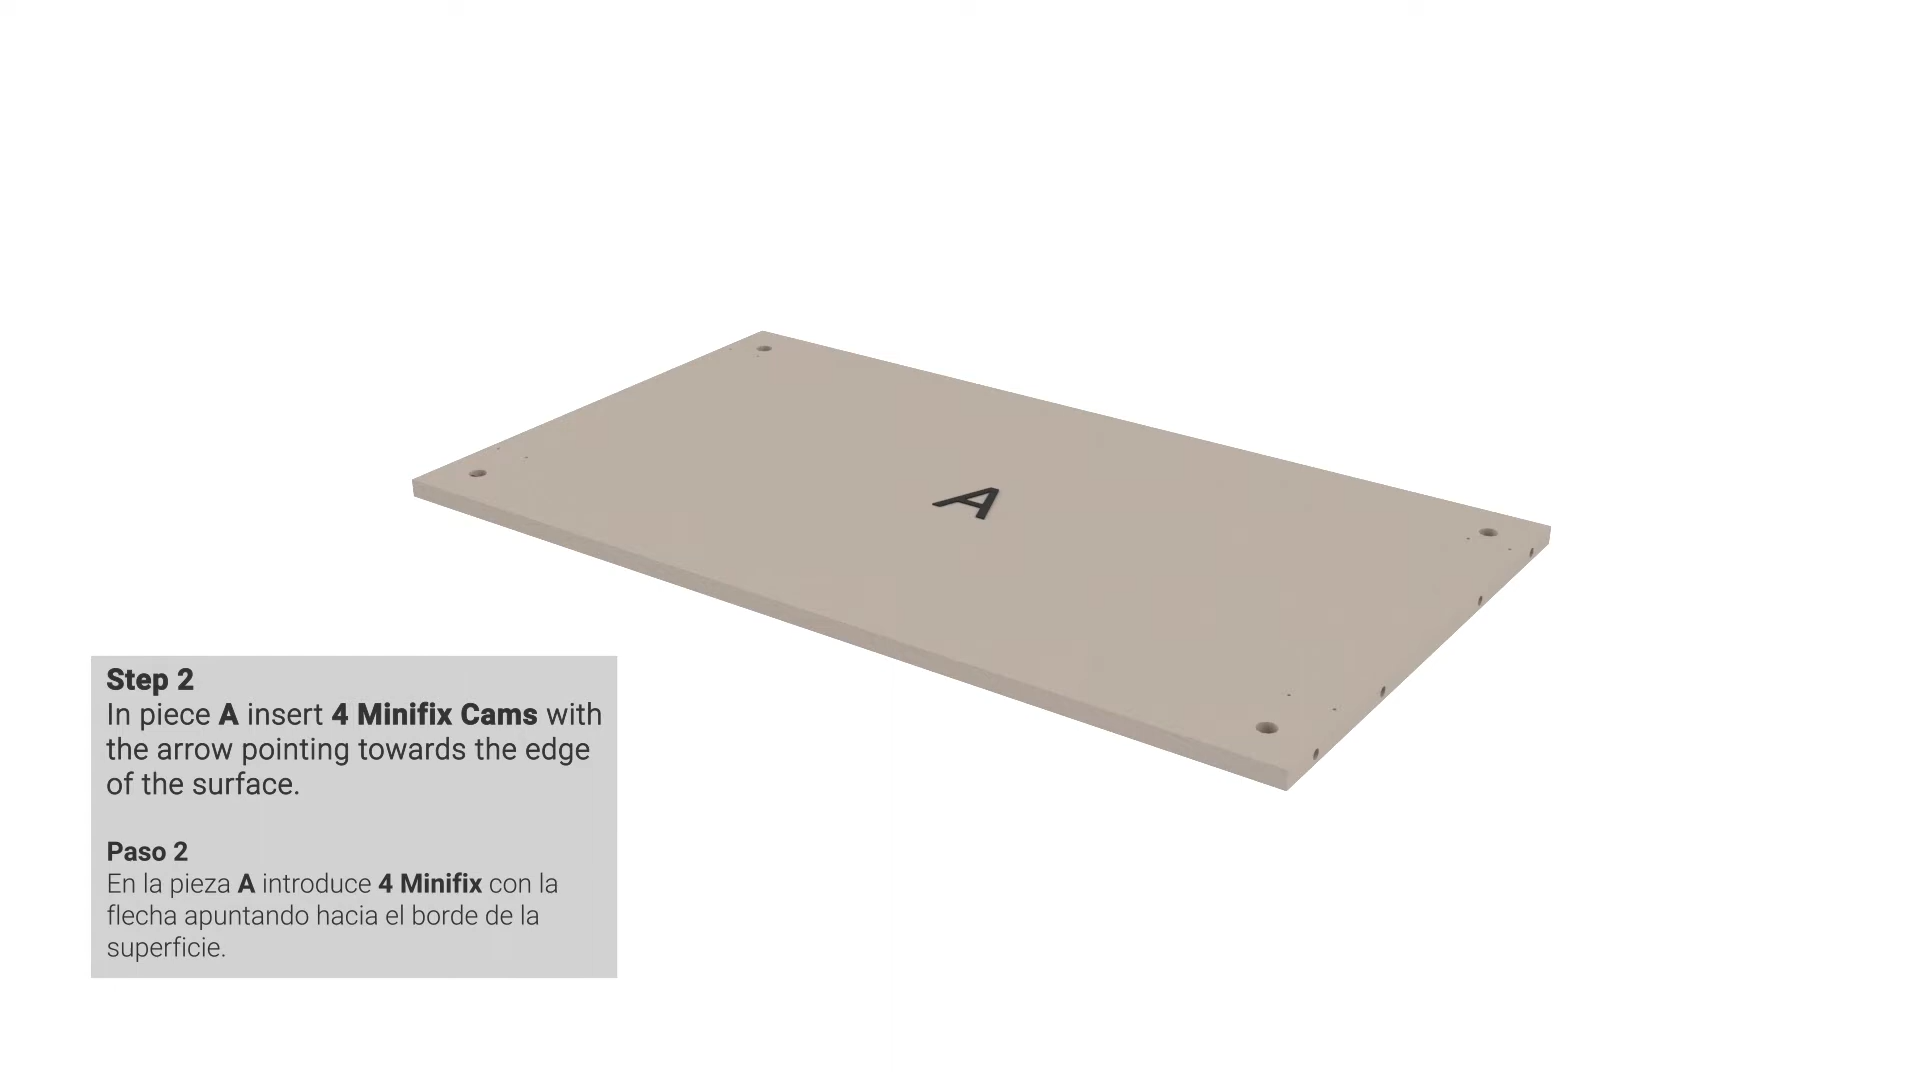 A
Step 2
In piece A insert 4 Minifix Cams with
the arrow pointing towards the edge
of the surface.
Paso 2
En la pieza A introduce 4 Minifix con la
flecha apuntando hacia el borde de la
superficie.